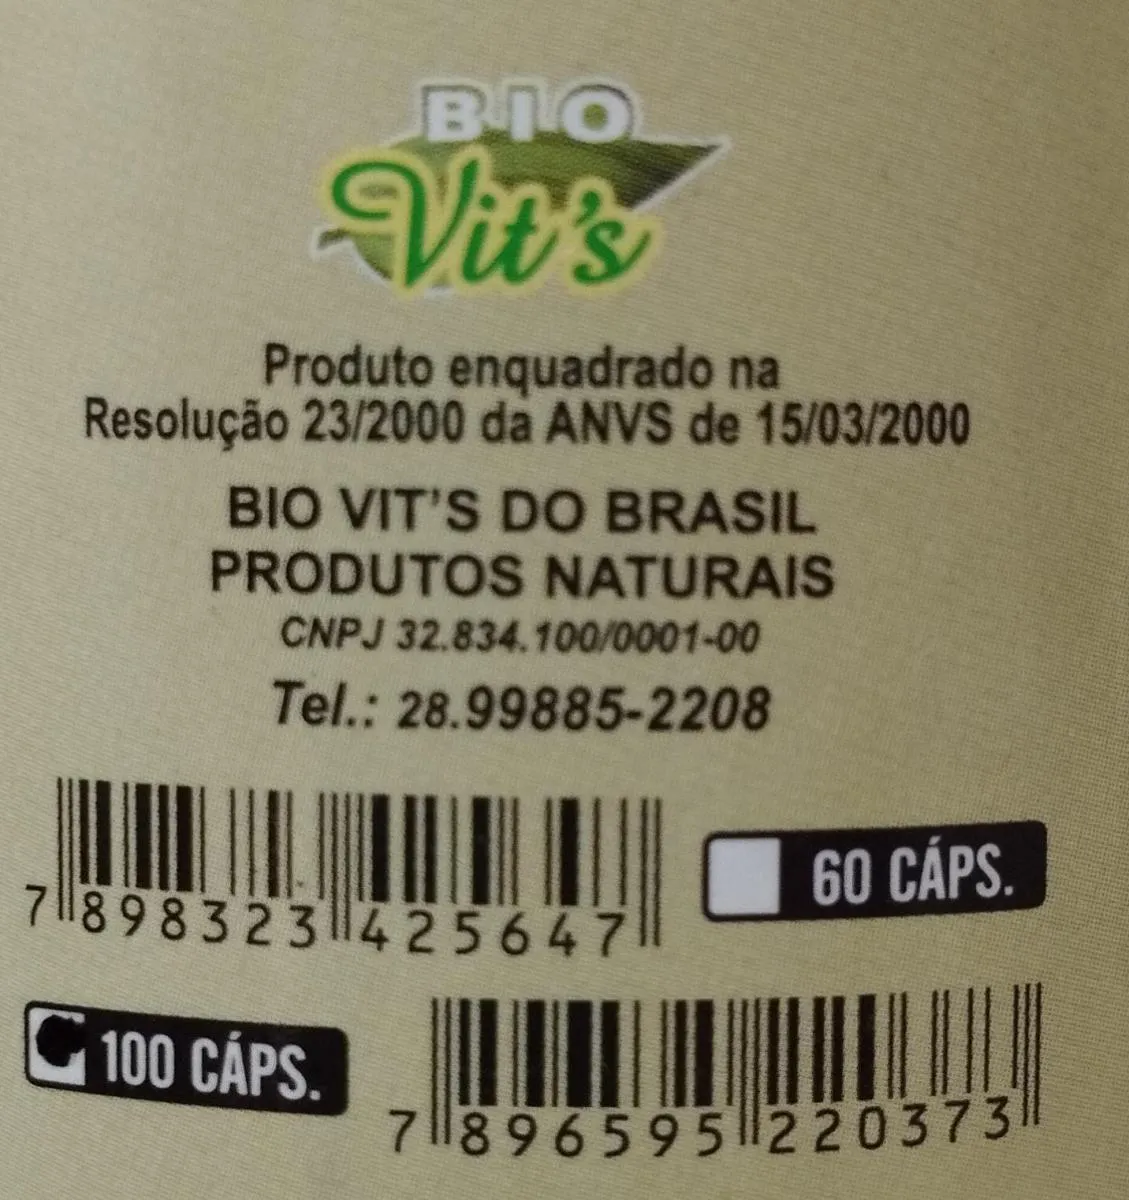 BIO
Vit's
Produto enquadrado na
Resolução 23/2000 da ANVS de 15/03/2000
BIO VIT'S DO BRASIL
PRODUTOS NATURAIS
CNPJ 32.834.100/0001-00
Tel.: 28.99885-2208
7 898323 425647
60 CÁPS.
100 CÁPS.
7 896595 220373